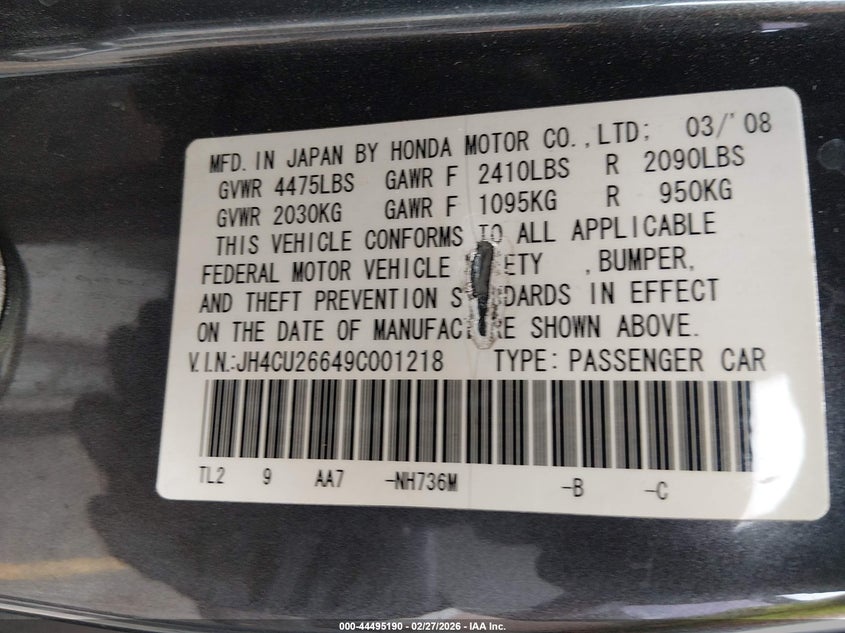 MFD. IN JAPAN BY HONDA MOTOR CO., LTD; 03/'08
GVWR 4475LBS GAWR F 2410LBS R 2090LBS
GVWR 2030KG GAWR F 1095KG R 950KG
THIS VEHICLE CONFORMS TO ALL APPLICABLE
FEDERAL MOTOR VEHICLE ETY , BUMPER,
AND THEFT PREVENTION S DARDS IN EFFECT
ON THE DATE OF MANUFAC RE SHOWN ABOVE.
V.I.N.:JH4CU26649C001218 TYPE: PASSENGER CAR
TL2 9 AA7 -NH736M -B -C
000-44495190 - 02/27/2026 - IAA Inc.